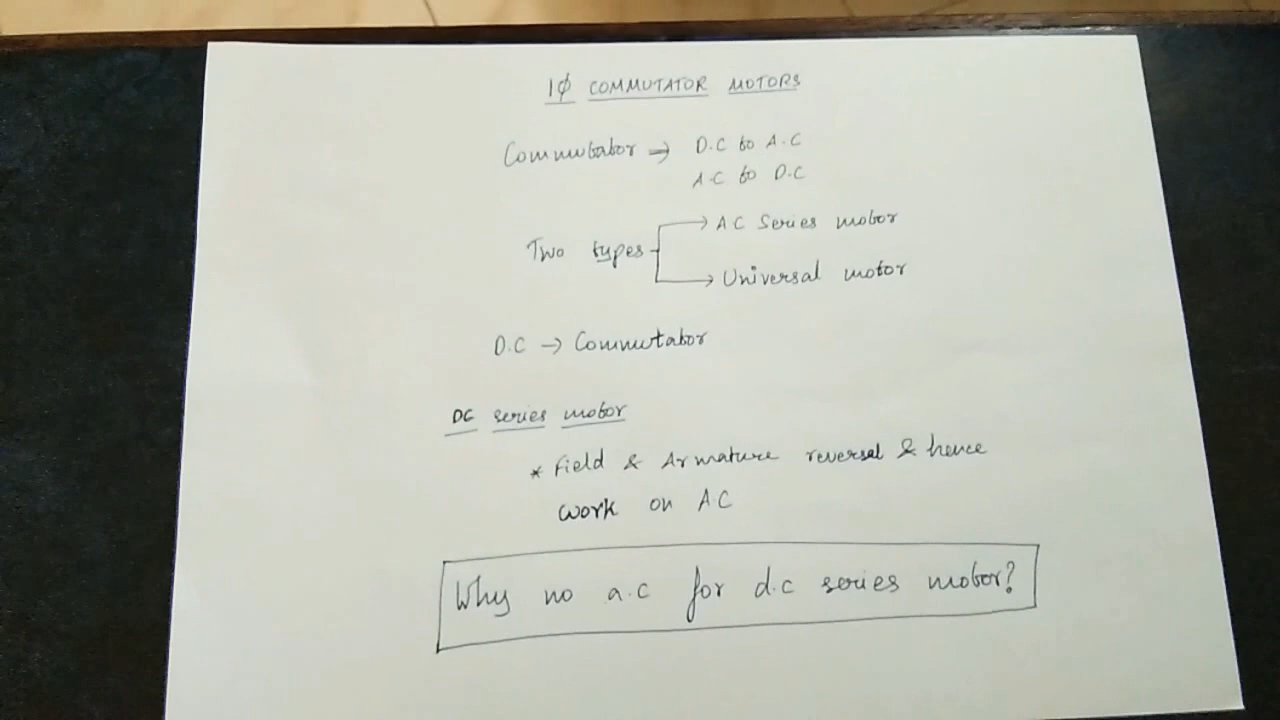 1ϕ COMMUTATOR MOTORS
Commutator → D.C to A.C
A.C to D.C
Two types → AC Series motor
→ Universal motor
D.C → Commutator
DC series motor
* Field & Armature reversal & hence
work on A.C
Why no a.c for d.c series motor?